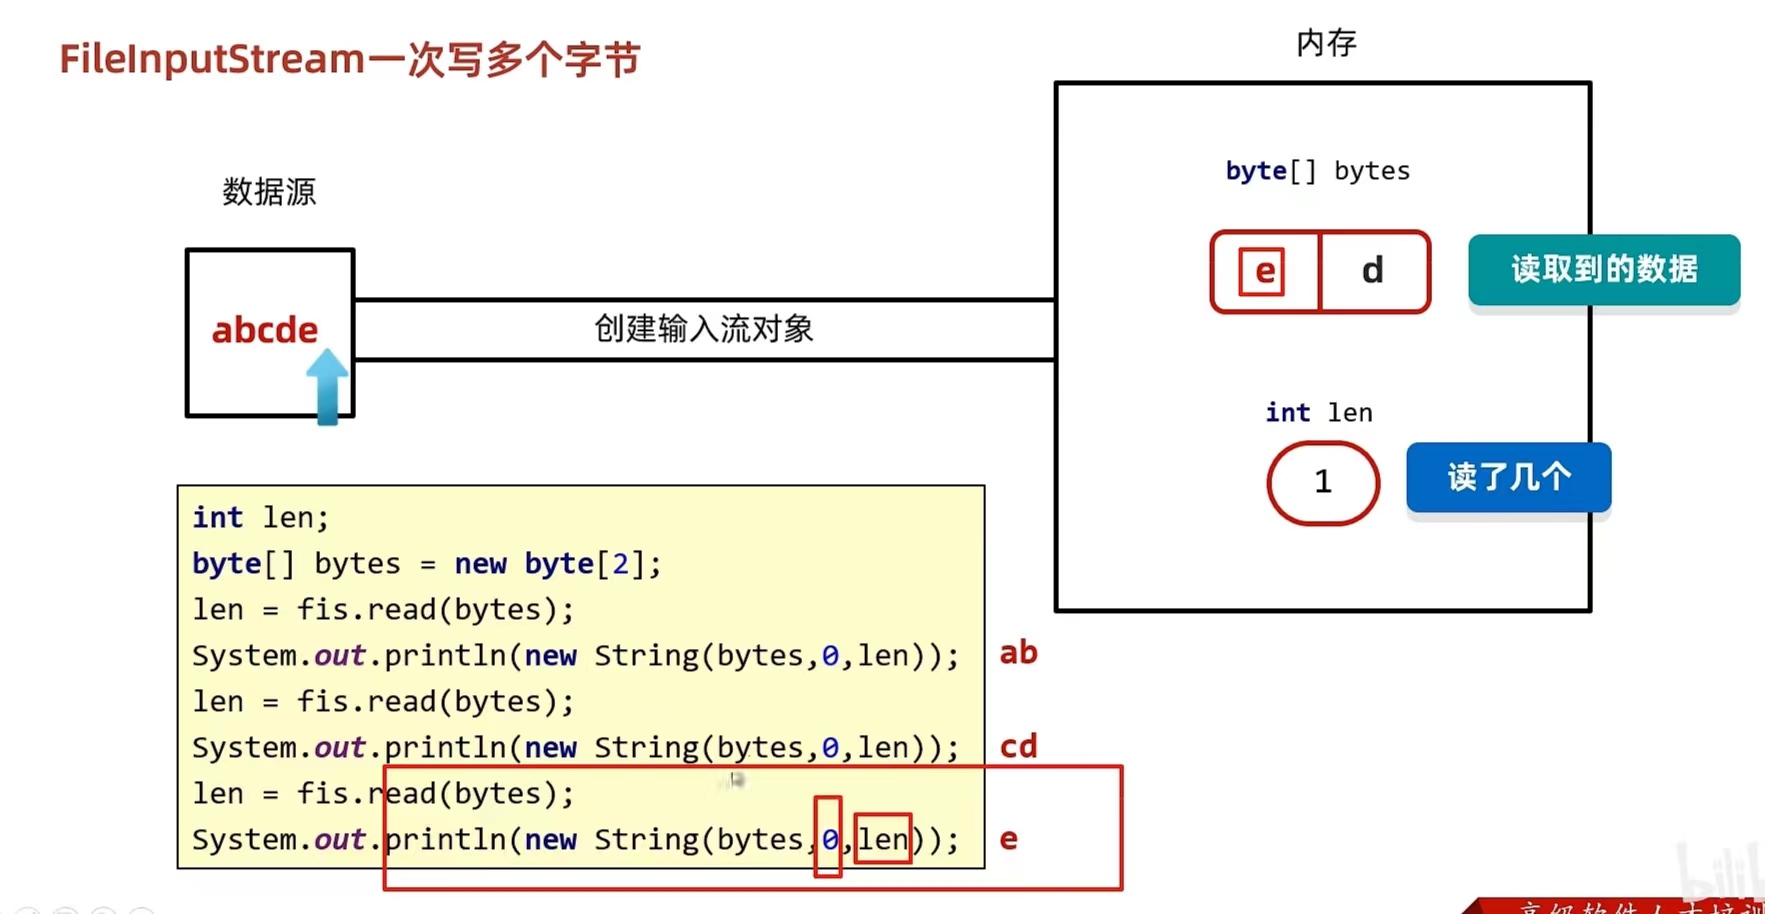 FileInputStream一次写多个字节
内存
数据源
byte[] bytes
abcde
创建输入流对象
e d
读取到的数据
int len
1
读了几个
int len;
byte[] bytes = new byte[2];
len = fis.read(bytes);
System.out.println(new String(bytes,0,len)); ab
len = fis.read(bytes);
System.out.println(new String(bytes,0,len)); cd
len = fis.read(bytes);
System.out.println(new String(bytes,0,len)); e